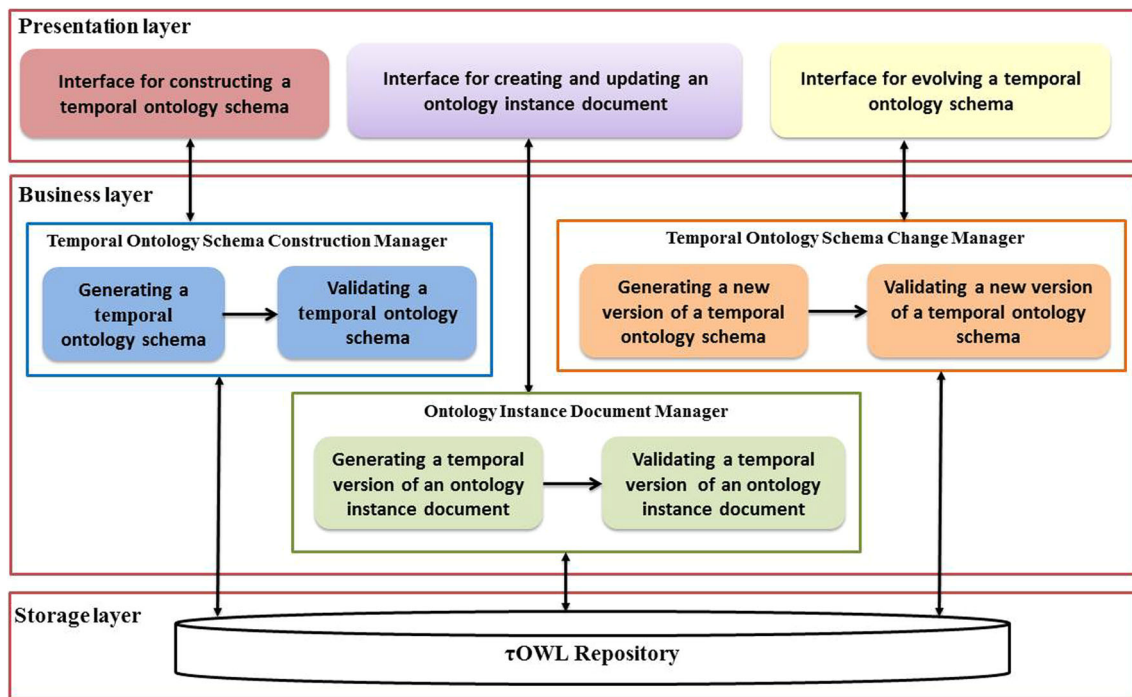 Presentation layer
Interface for constructing a
temporal ontology schema
Interface for creating and updating an
ontology instance document
Interface for evolving a temporal
ontology schema
Business layer
Temporal Ontology Schema Construction Manager
Generating a
temporal
ontology schema
Validating a
temporal ontology
schema
Temporal Ontology Schema Change Manager
Generating a new
version of a temporal
ontology schema
Validating a new version
of a temporal ontology
schema
Ontology Instance Document Manager
Generating a temporal
version of an ontology
instance document
Validating a temporal
version of an ontology
instance document
Storage layer
τOWL Repository